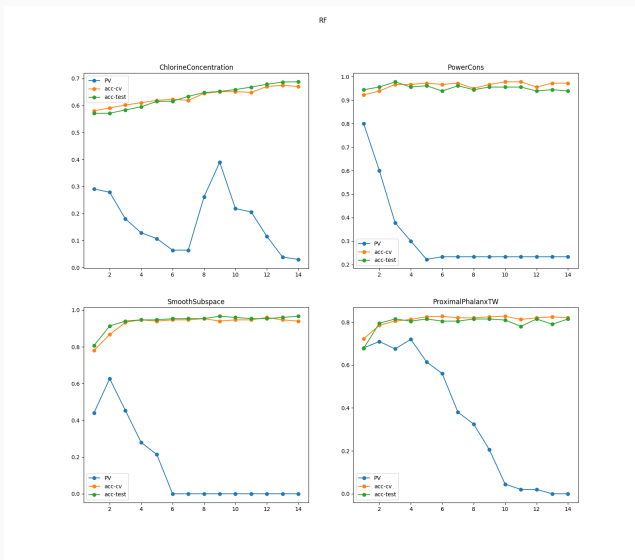 RF
ChlorineConcentration
0.7
0.6
0.5
0.4
0.3
0.2
0.1
0.0
PV
acc-cv
acc-test
2 4 6 8 10 12 14
PowerCons
1.0
0.9
0.8
0.7
0.6
0.5
0.4
0.3
0.2
PV
acc-cv
acc-test
2 4 6 8 10 12 14
SmoothSubspace
1.0
0.8
0.6
0.4
0.2
0.0
PV
acc-cv
acc-test
2 4 6 8 10 12 14
ProximalPhalanxTW
0.8
0.6
0.4
0.2
0.0
PV
acc-cv
acc-test
2 4 6 8 10 12 14